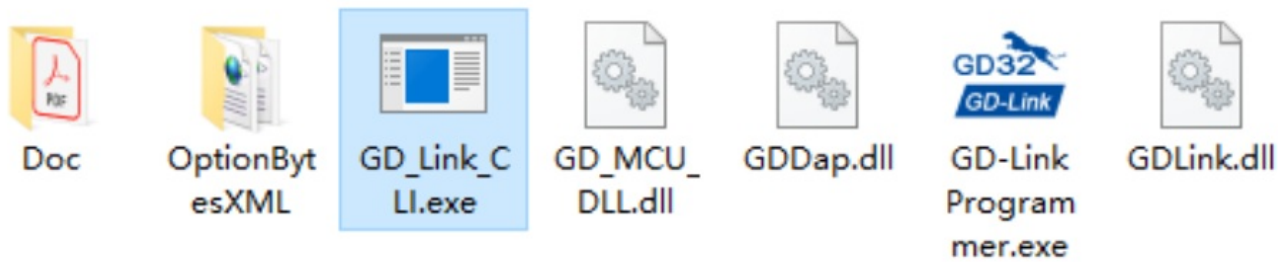 PDF
GD32
GD-Link
Doc
OptionByt
esXML
GD_Link_C
LI.exe
GD_MCU_
DLL.dll
GDDap.dll
GD-Link
Program
mer.exe
GDLink.dll